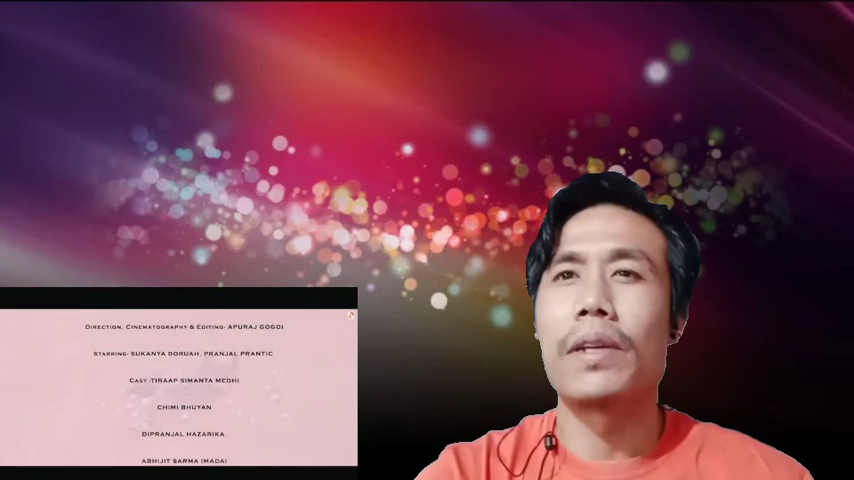 Direction, Cinematography & Editing- APURAJ GOGOI
Starring- SUKANYA BORUAH, PRANJAL PRANTIC
Cast -TIRAAP SIMANTA MEDHI
CHIMI BHUYAN
DIPRANJAL HAZARIKA
ABHIJIT SARMA (MADA)